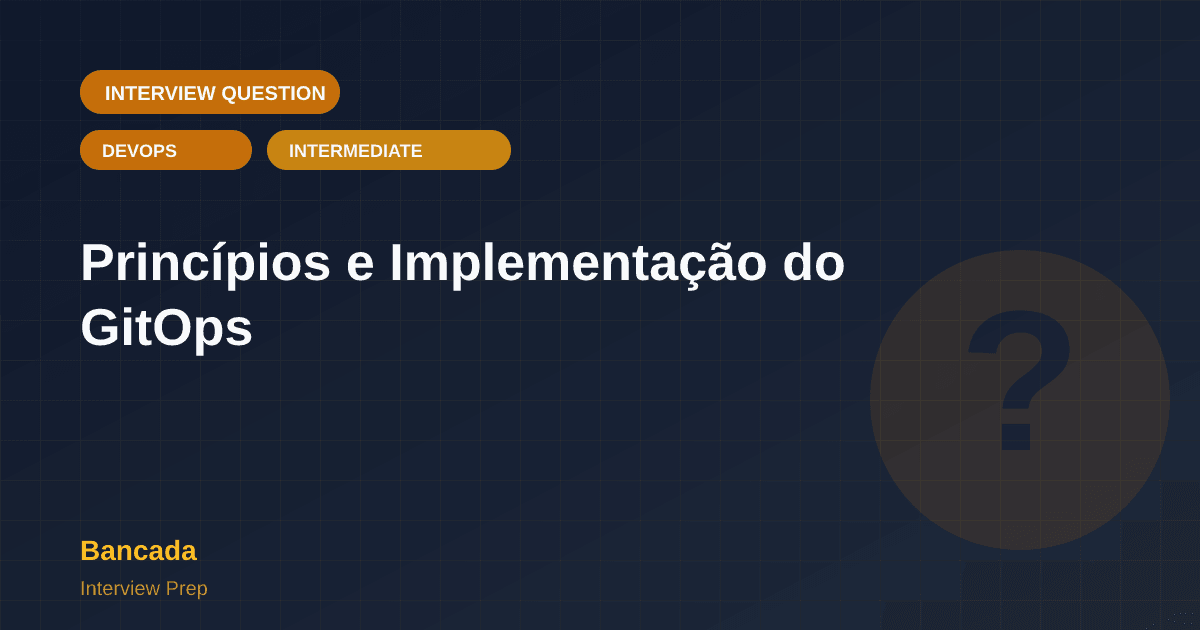 INTERVIEW QUESTION
DEVOPS
INTERMEDIATE
Princípios e Implementação do
GitOps
?
Bancada
Interview Prep